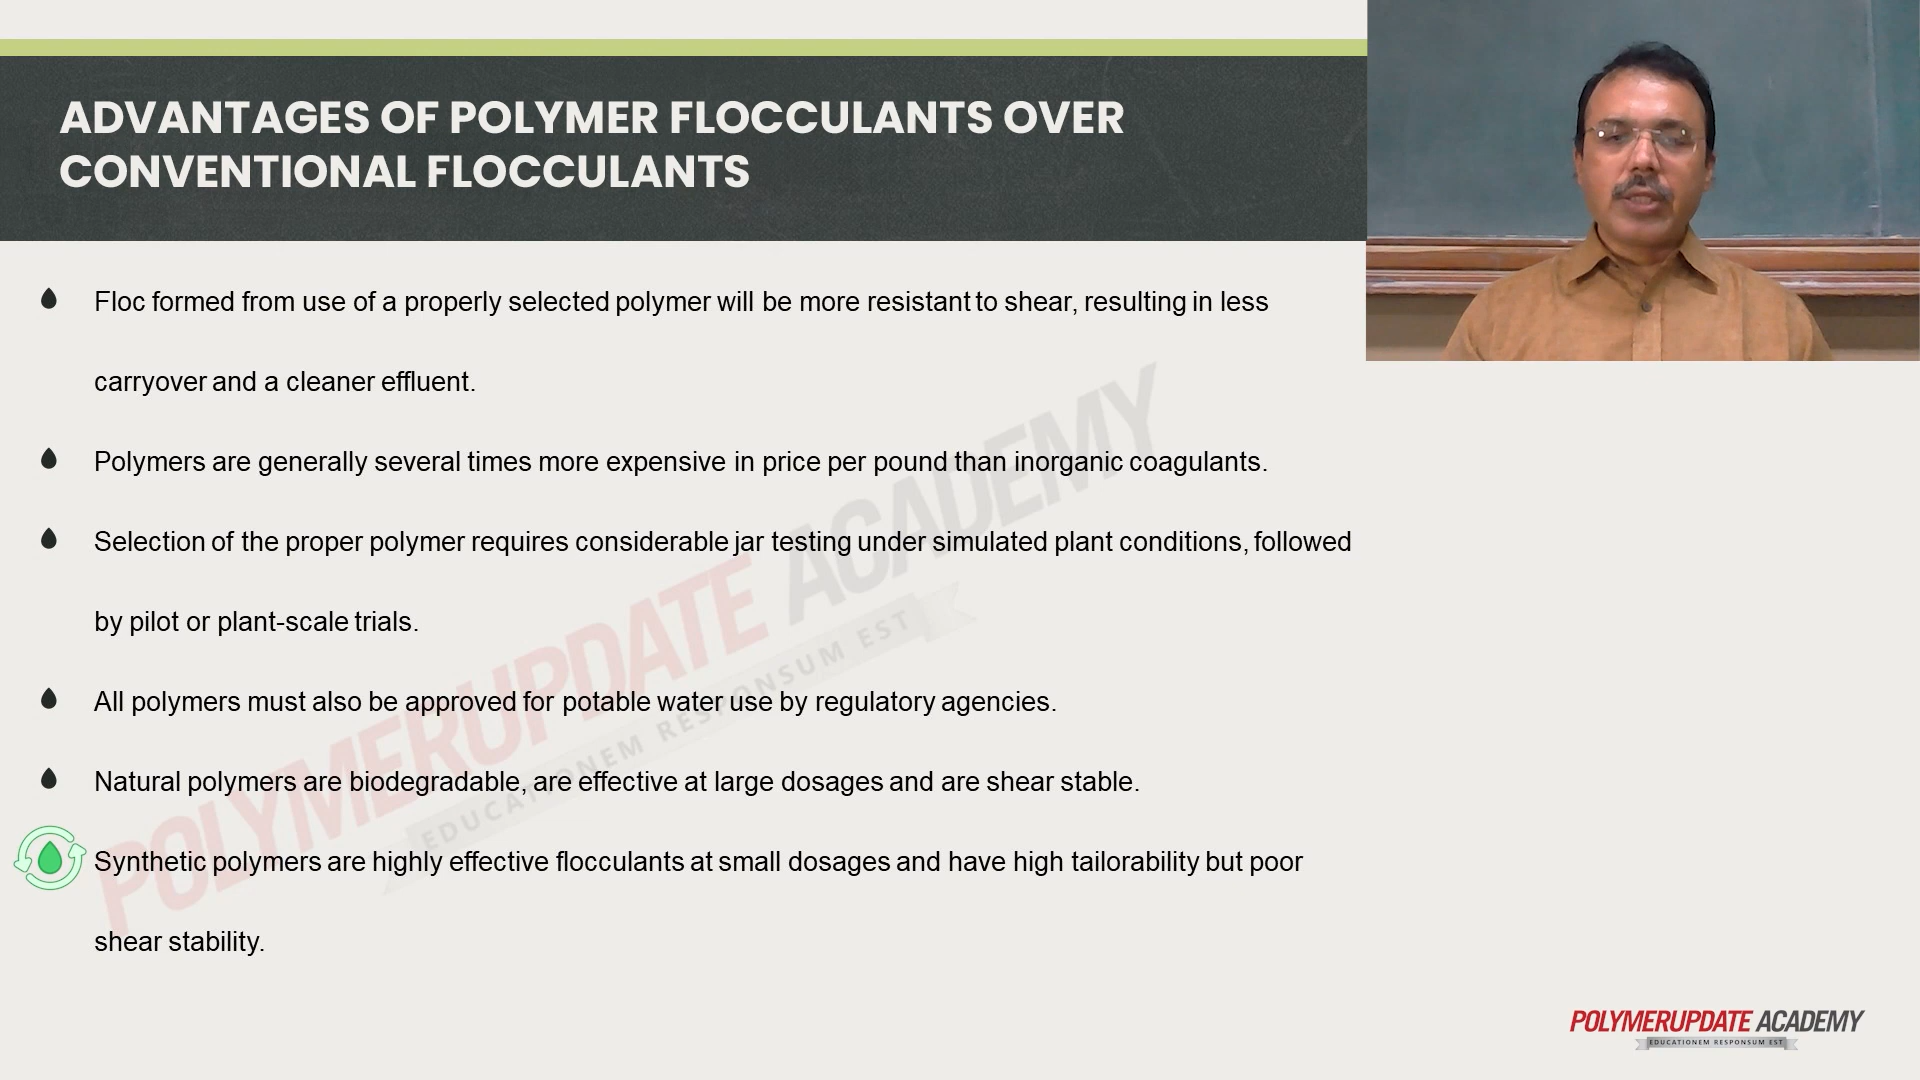 ADVANTAGES OF POLYMER FLOCCULANTS OVER
CONVENTIONAL FLOCCULANTS
Floc formed from use of a properly selected polymer will be more resistant to shear, resulting in less
carryover and a cleaner effluent.
Polymers are generally several times more expensive in price per pound than inorganic coagulants.
Selection of the proper polymer requires considerable jar testing under simulated plant conditions, followed
by pilot or plant-scale trials.
All polymers must also be approved for potable water use by regulatory agencies.
Natural polymers are biodegradable, are effective at large dosages and are shear stable.
Synthetic polymers are highly effective flocculants at small dosages and have high tailorability but poor
shear stability.
POLYMERUPDATE ACADEMY
EDUCATIONEM RESPONSUM EST
POLYMERUPDATE ACADEMY
EDUCATIONEM RESPONSUM EST